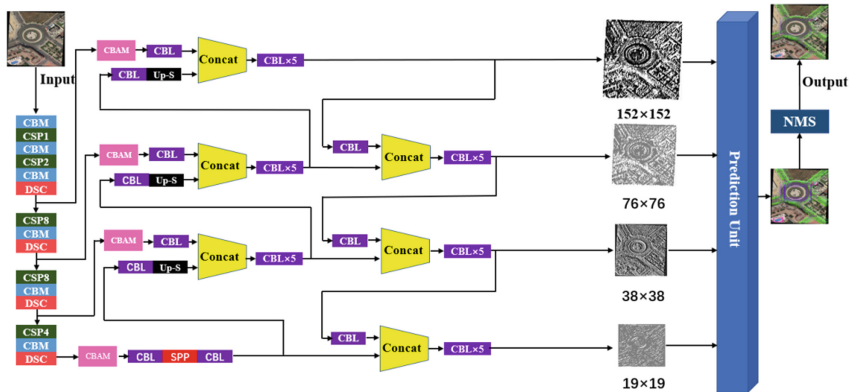 Input
CBM
CSP1
CBM
CSP2
CBM
DSC
CSP8
CBM
DSC
CSP8
CBM
DSC
CSP4
CBM
DSC
CBAM
CBL
CBL
Up-S
Concat
CBL×5
CBAM
CBL
CBL
Up-S
Concat
CBL×5
CBAM
CBL
CBL
Up-S
Concat
CBL×5
CBAM
CBL
SPP
CBL
CBL
Concat
CBL×5
CBL
Concat
CBL×5
CBL
Concat
CBL×5
152×152
76×76
38×38
19×19
Prediction Unit
Output
NMS